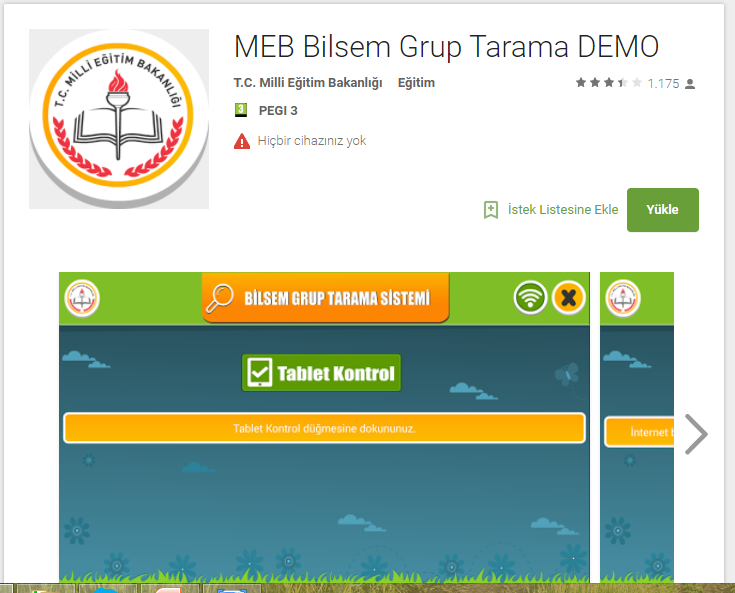 MEB Bilsem Grup Tarama DEMO
T.C. MİLLİ EĞİTİM BAKANLIĞI
T.C. Milli Eğitim Bakanlığı Eğitim 1.175
3 PEGI 3
Hiçbir cihazınız yok
İstek Listesine Ekle Yükle
BİLSEM GRUP TARAMA SİSTEMİ
Tablet Kontrol
Tablet Kontrol düğmesine dokununuz.
İnternet